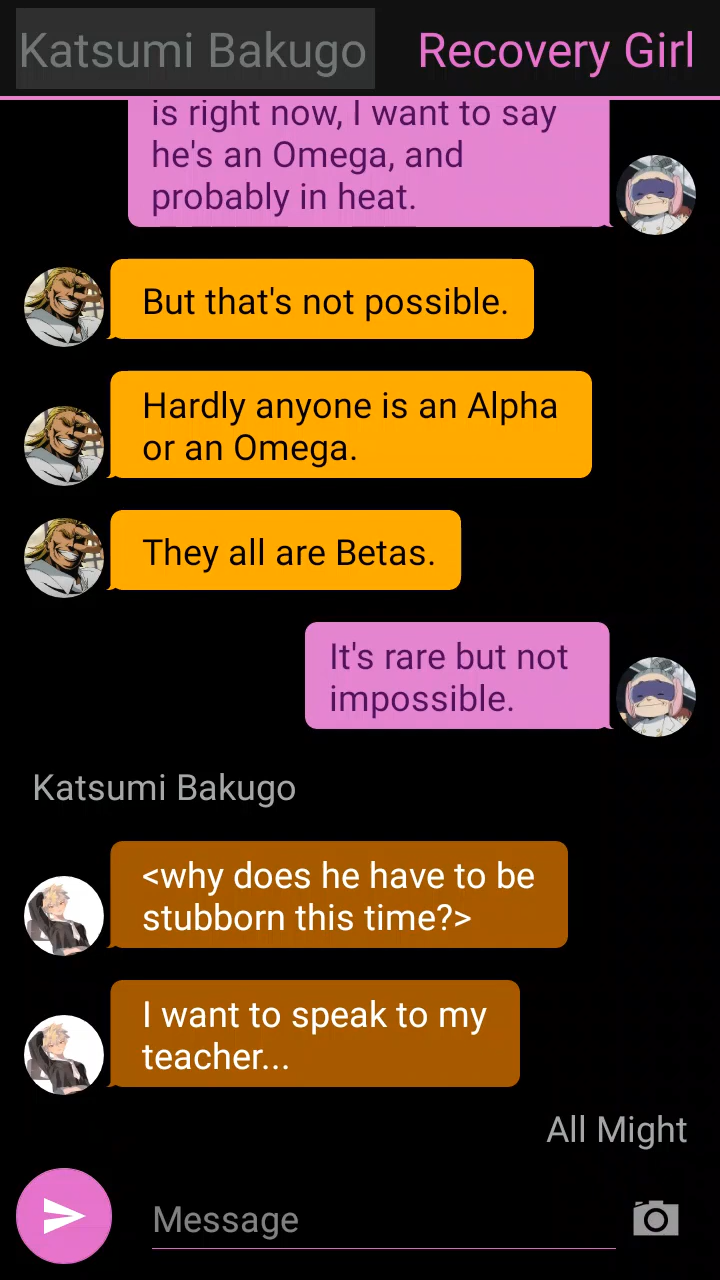 Katsumi Bakugo
Recovery Girl
is right now, I want to say
he's an Omega, and
probably in heat.
But that's not possible.
Hardly anyone is an Alpha
or an Omega.
They all are Betas.
It's rare but not
impossible.
Katsumi Bakugo
<why does he have to be
stubborn this time?>
I want to speak to my
teacher...
All Might
Message